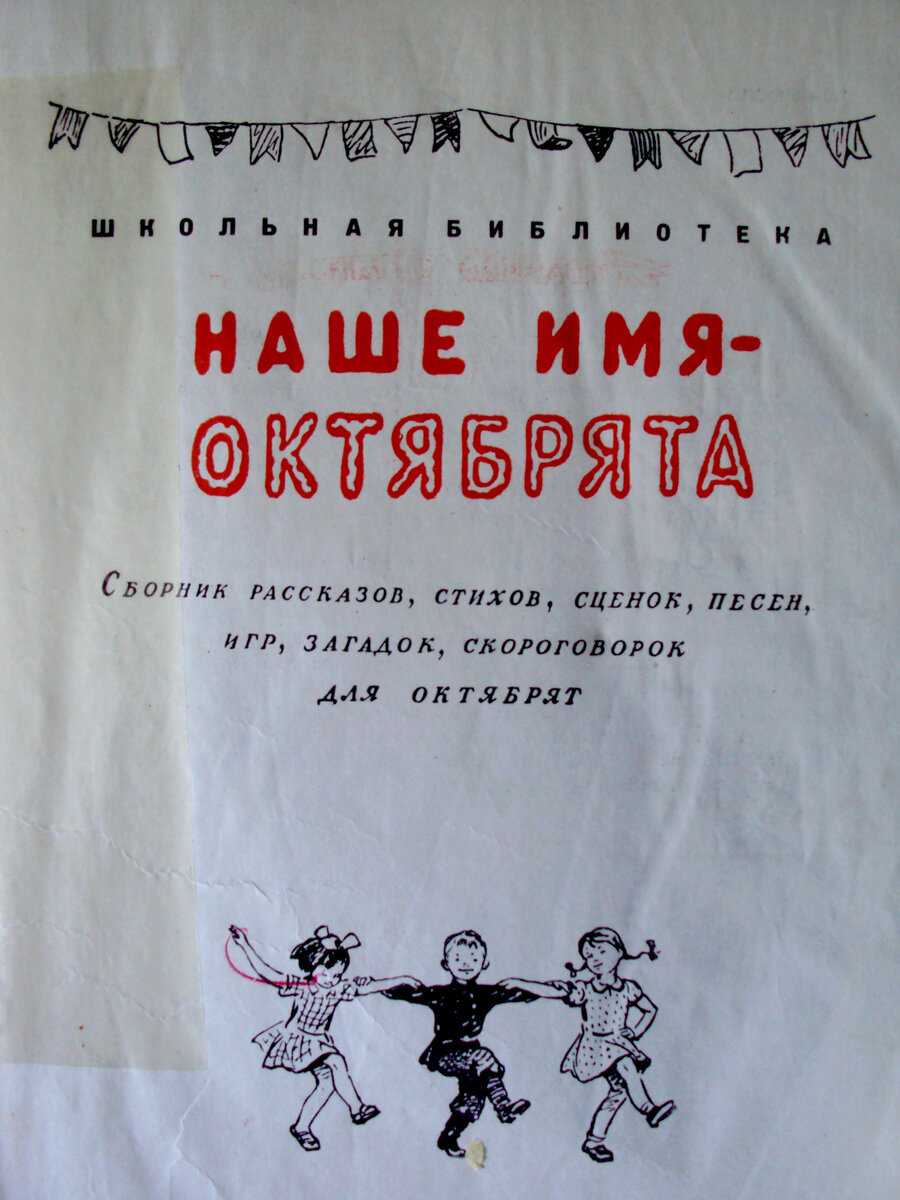 ШКОЛЬНАЯ БИБЛИОТЕКА
НАШЕ ИМЯ-
ОКТЯБРЯТА
СБОРНИК РАССКАЗОВ, СТИХОВ, СЦЕНОК, ПЕСЕН,
ИГР, ЗАГАДОК, СКОРОГОВОРОК
ДЛЯ ОКТЯБРЯТ